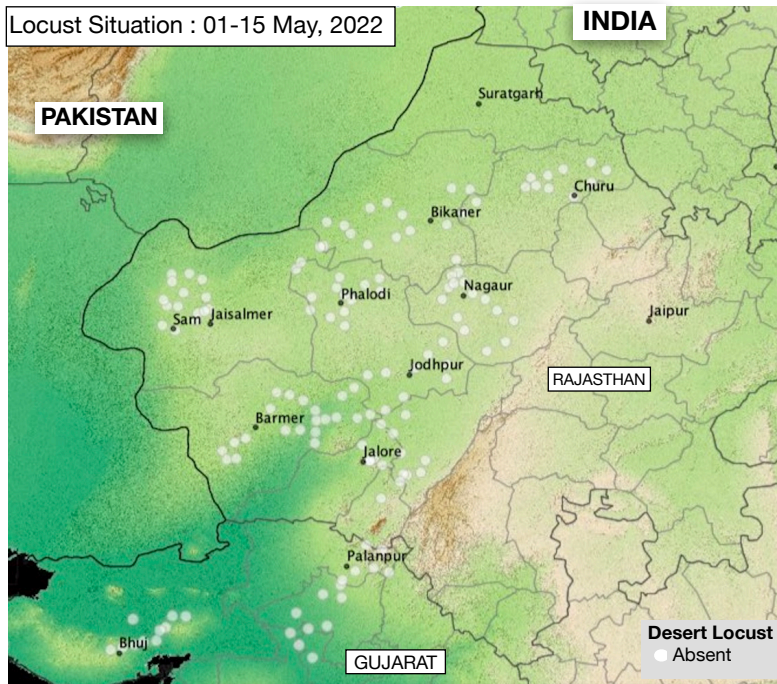 Locust Situation : 01-15 May, 2022
INDIA
PAKISTAN
Suratgarh
Churu
Bikaner
Nagaur
Phalodi
Sam
Jaisalmer
Jaipur
Jodhpur
RAJASTHAN
Barmer
Jalore
Palanpur
Bhuj
GUJARAT
Desert Locust
Absent